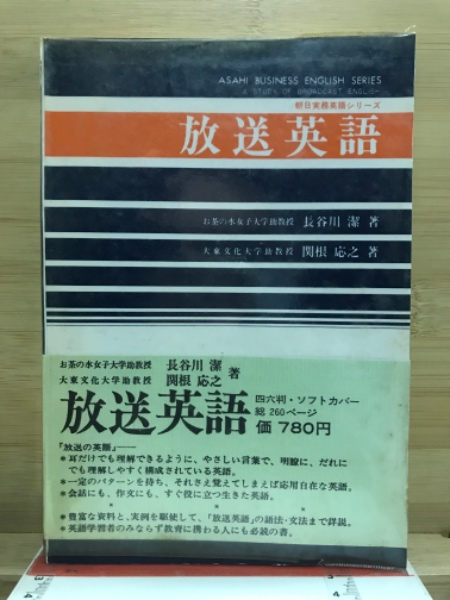 ASAHI BUSINESS ENGLISH SERIES
A STUDY OF BROADCAST ENGLISH
朝日実務英語シリーズ
放送英語
お茶の水女子大学助教授 長谷川 潔 著
大東文化大学助教授 関根 応之 著
お茶の水女子大学助教授 長谷川 潔
大東文化大学助教授 関根 応之 著
放送英語
四六判・ソフトカバー
総 260ページ
価 780円
「放送の英語」――
*耳だけでも理解できるように、やさしい言葉で、明瞭に、だれに
でも理解しやすく構成されている英語。
*一定のパターンを持ち、それさえ覚えてしまえば応用自在な英語。
*会話にも、作文にも、すぐ役に立つ生きた英語。
× × ×
*豊富な資料と、実例を駆使して、「放送英語」の語法・文法まで詳説。
*英語学習者のみならず教育に携わる人にも必読の書。